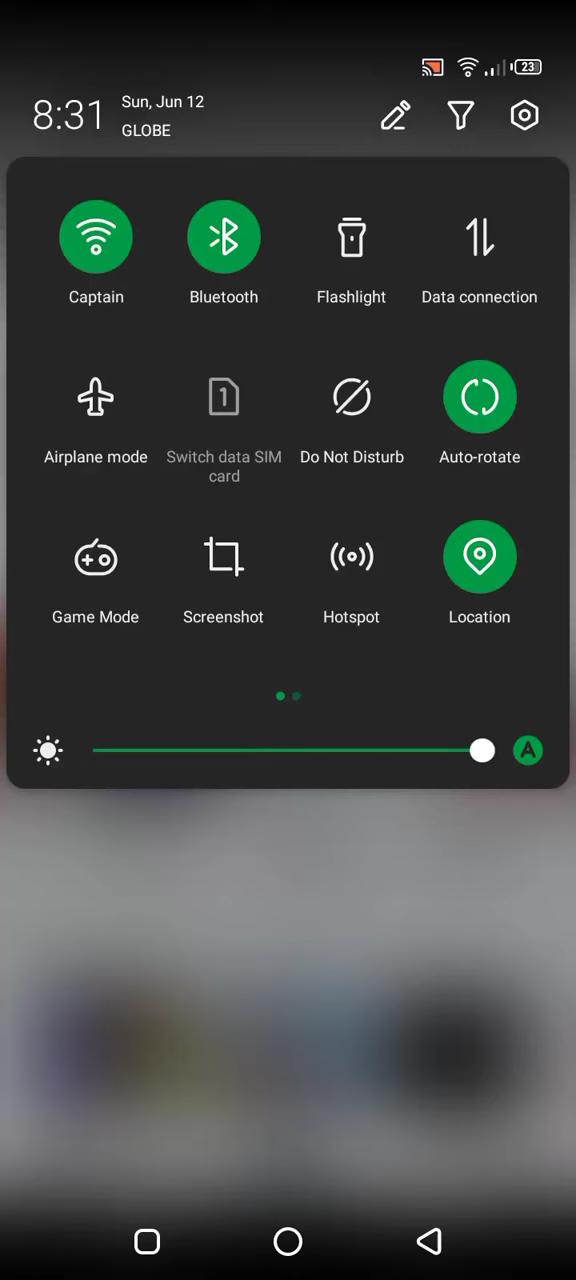 23
8:31
Sun, Jun 12
GLOBE
Captain
Bluetooth
Flashlight
Data connection
1
Airplane mode
Switch data SIM
card
Do Not Disturb
Auto-rotate
Game Mode
Screenshot
Hotspot
Location
A